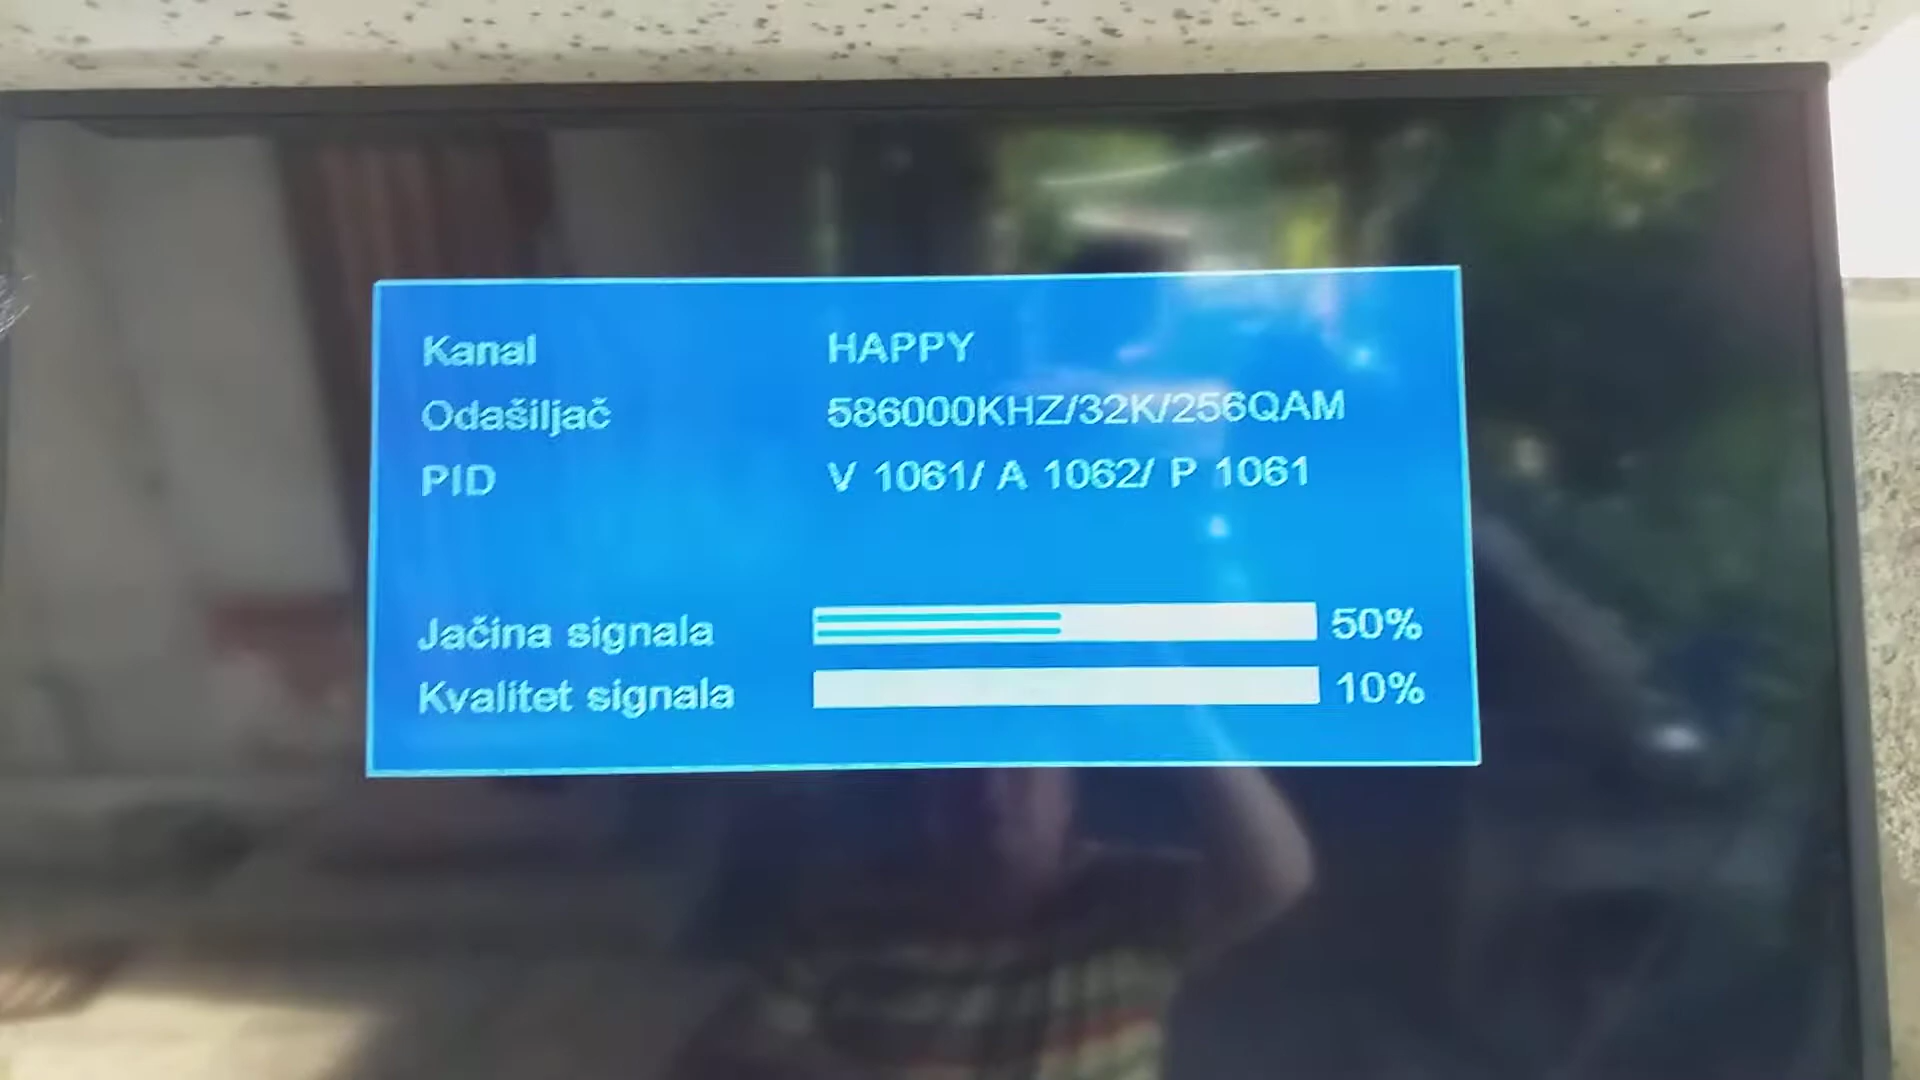 Kanal HAPPY
Odašiljač 586000KHZ/32K/256QAM
PID V 1061/ A 1062/ P 1061
Jačina signala 50%
Kvalitet signala 10%